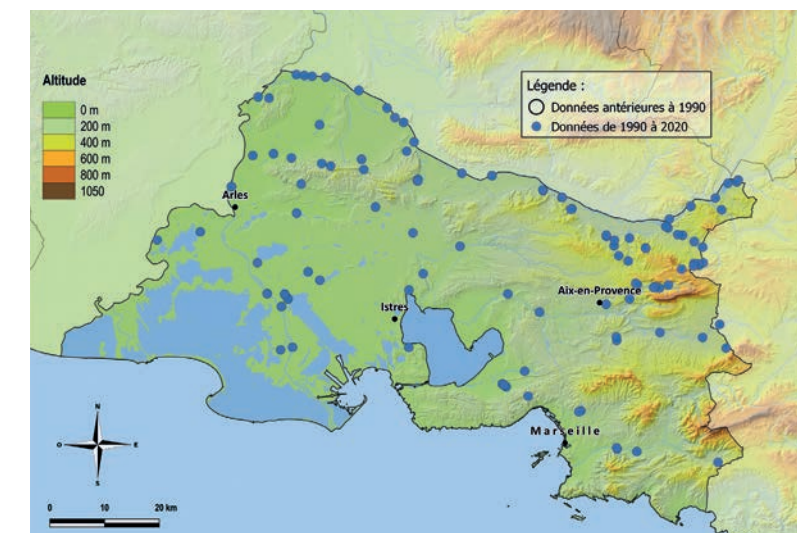 Altitude
0 m
200 m
400 m
600 m
800 m
1050
Légende :
Données antérieures à 1990
Données de 1990 à 2020
Arles
Istres
Aix-en-Provence
Marseille
N
O
E
S
0 10 20 km